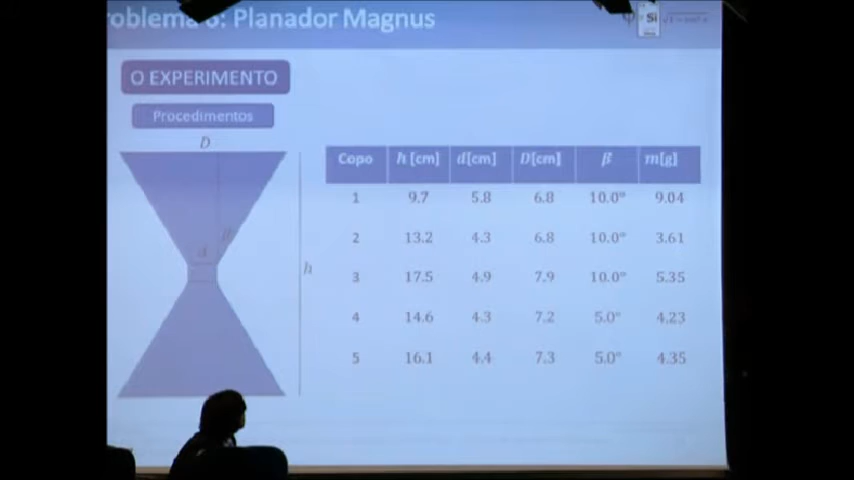 roblema 6: Planador Magnus
Si
O EXPERIMENTO
Procedimentos
D
β
d
h
Copo h [cm] d[cm] D[cm] β m[g]
1 9.7 5.8 6.8 10.0° 9.04
2 13.2 4.3 6.8 10.0° 3.61
3 17.5 4.9 7.9 10.0° 5.35
4 14.6 4.3 7.2 5.0° 4.23
5 16.1 4.4 7.3 5.0° 4.35